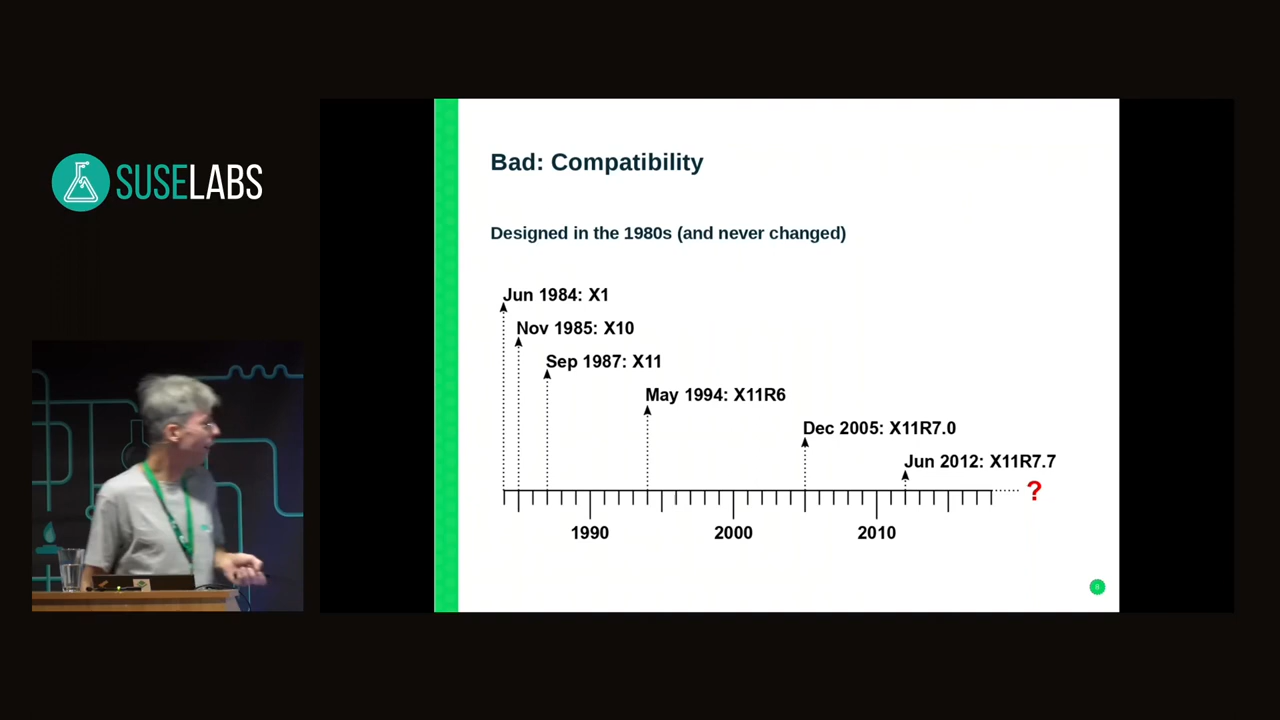 SUSELABS
Bad: Compatibility
Designed in the 1980s (and never changed)
Jun 1984: X1
Nov 1985: X10
Sep 1987: X11
May 1994: X11R6
Dec 2005: X11R7.0
Jun 2012: X11R7.7
?
1990 2000 2010